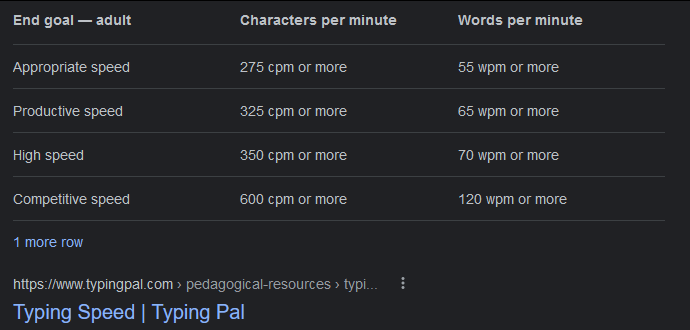 End goal — adult Characters per minute Words per minute
Appropriate speed 275 cpm or more 55 wpm or more
Productive speed 325 cpm or more 65 wpm or more
High speed 350 cpm or more 70 wpm or more
Competitive speed 600 cpm or more 120 wpm or more
1 more row
https://www.typingpal.com › pedagogical-resources › typi...
Typing Speed | Typing Pal